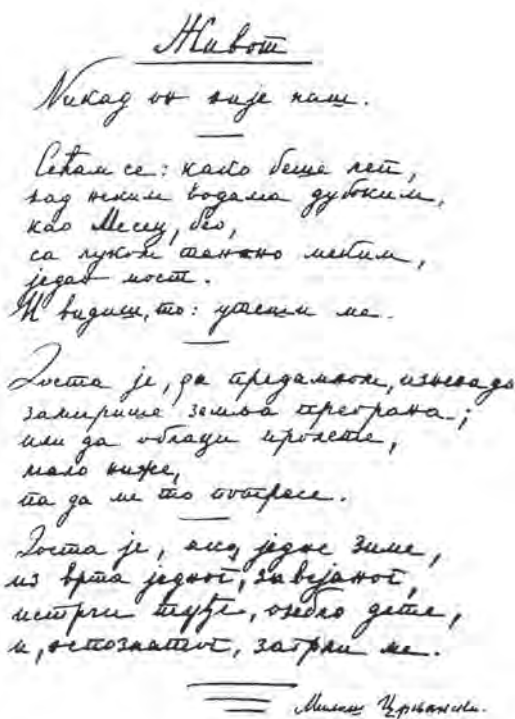 Живот
Никад он није наш.
Сећам се: како беше леп,
над неким водама дубоким,
као Месец, бео,
са луком танано меким,
један мост.
И видиш, то: утеши ме.
Доста је, да предамном, изненада
замирише земља преорана;
или да облаци пролете,
мало ниже,
па да ме то потресе.
Доста је, ако, једне зиме,
из врта једног, завејаног,
истрчи туђе, озебло дете,
и, непознатог, загрли ме.
Милош Црњански.